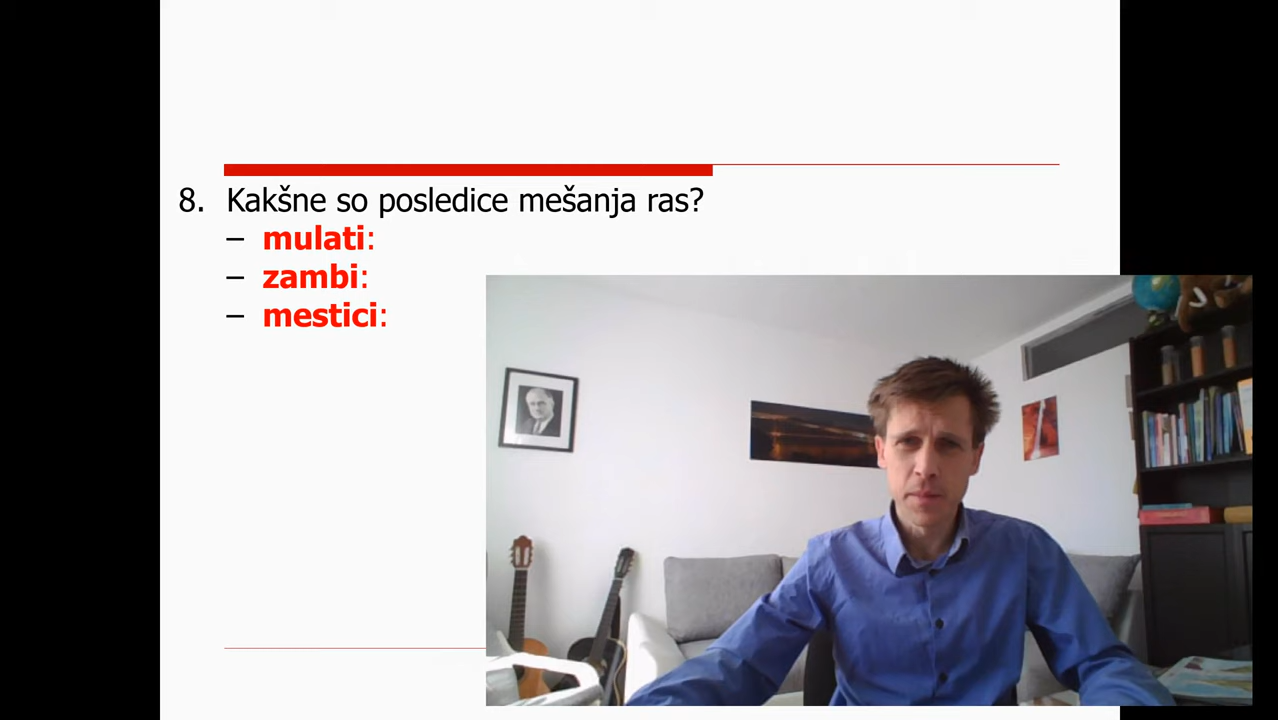 8. Kakšne so posledice mešanja ras?
– mulati:
– zambi:
– mestici: